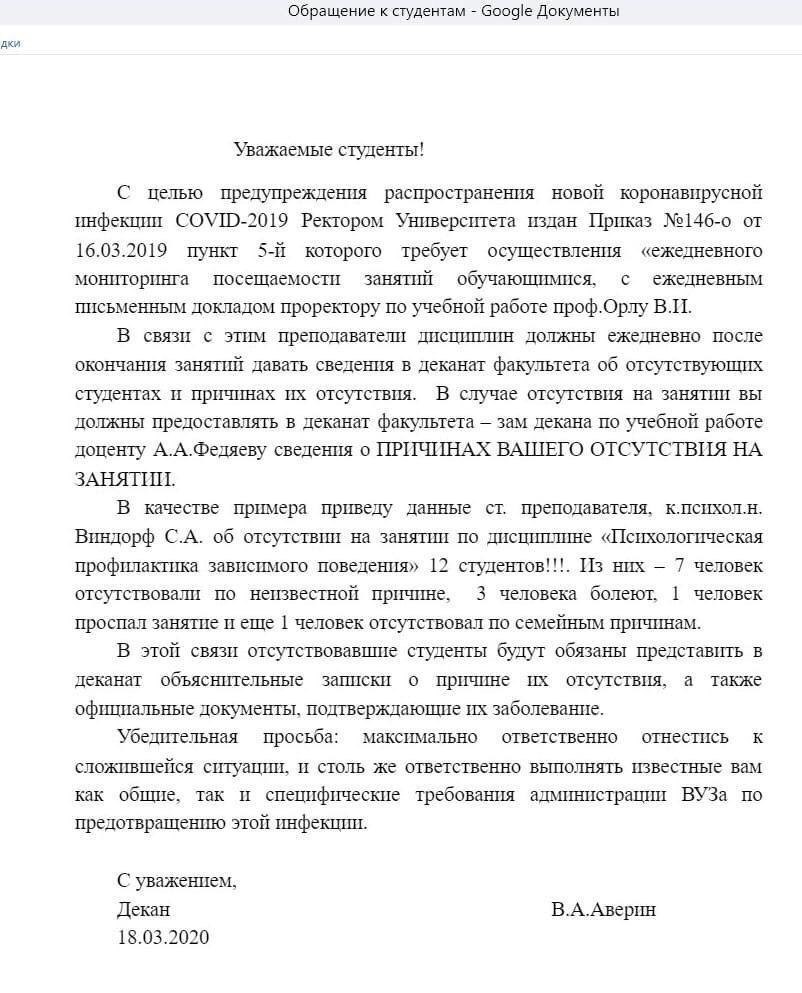 Обращение к студентам - Google Документы
дки
Уважаемые студенты!
С целью предупреждения распространения новой коронавирусной
инфекции COVID-2019 Ректором Университета издан Приказ №146-о от
16.03.2019 пункт 5-й которого требует осуществления «ежедневного
мониторинга посещаемости занятий обучающимися, с ежедневным
письменным докладом проректору по учебной работе проф.Орлу В.И.
В связи с этим преподаватели дисциплин должны ежедневно после
окончания занятий давать сведения в деканат факультета об отсутствующих
студентах и причинах их отсутствия. В случае отсутствия на занятии вы
должны предоставлять в деканат факультета – зам декана по учебной работе
доценту А.А.Федяеву сведения о ПРИЧИНАХ ВАШЕГО ОТСУТСТВИЯ НА
ЗАНЯТИИ.
В качестве примера приведу данные ст. преподавателя, к.психол.н.
Виндорф С.А. об отсутствии на занятии по дисциплине «Психологическая
профилактика зависимого поведения» 12 студентов!!!. Из них – 7 человек
отсутствовали по неизвестной причине, 3 человека болеют, 1 человек
проспал занятие и еще 1 человек отсутствовал по семейным причинам.
В этой связи отсутствовавшие студенты будут обязаны представить в
деканат объяснительные записки о причине их отсутствия, а также
официальные документы, подтверждающие их заболевание.
Убедительная просьба: максимально ответственно отнестись к
сложившейся ситуации, и столь же ответственно выполнять известные вам
как общие, так и специфические требования администрации ВУЗа по
предотвращению этой инфекции.
С уважением,
Декан В.А.Аверин
18.03.2020